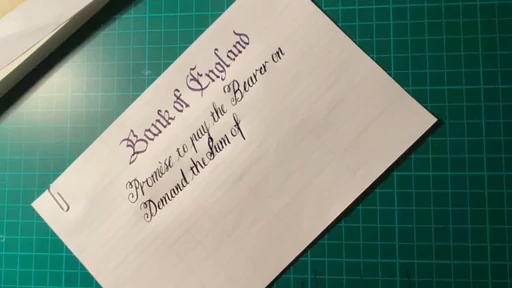 Bank of England
Promise to pay the Bearer on
Demand the Sum of